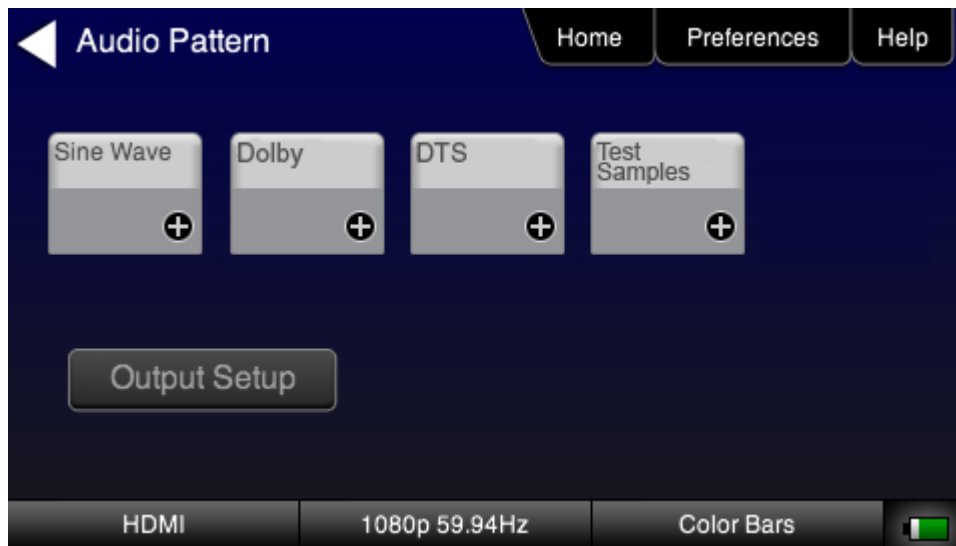 Audio Pattern
Home
Preferences
Help
Sine Wave
Dolby
DTS
Test
Samples
Output Setup
HDMI
1080p 59.94Hz
Color Bars